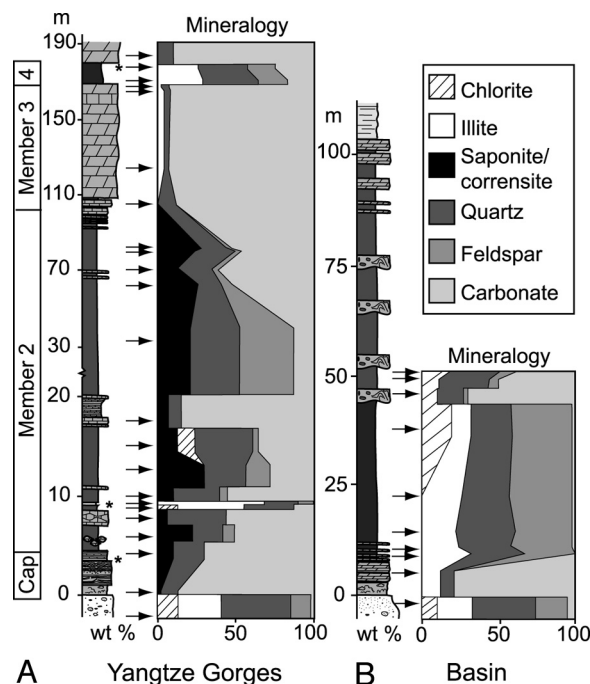 Mineralogy
m
190
150
110
70
30
20
10
0
4
Member 3
Member 2
Cap
*
*
*
wt %
0
50
100
A
Yangtze Gorges
Chlorite
Illite
Saponite/
corrensite
Quartz
Feldspar
Carbonate
m
100
75
50
25
0
Mineralogy
wt %
0
50
100
B
Basin